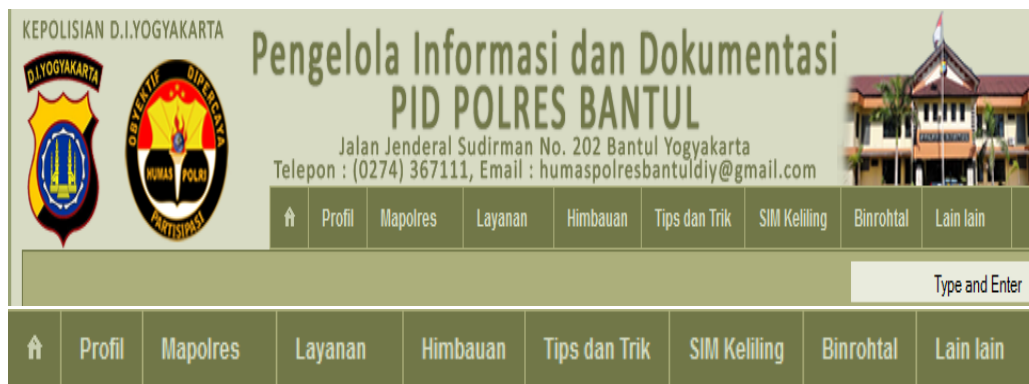 KEPOLISIAN D.I.YOGYAKARTA
D.I.YOGYAKARTA
OBYEKTIF DIPERCAYA
HUMAS POLRI
PARTISIPASI
Pengelola Informasi dan Dokumentasi
PID POLRES BANTUL
Jalan Jenderal Sudirman No. 202 Bantul Yogyakarta
Telepon : (0274) 367111, Email : humaspolresbantuldiy@gmail.com
Profil Mapolres Layanan Himbauan Tips dan Trik SIM Keliling Binrohtal Lain lain
Type and Enter
Profil Mapolres Layanan Himbauan Tips dan Trik SIM Keliling Binrohtal Lain lain